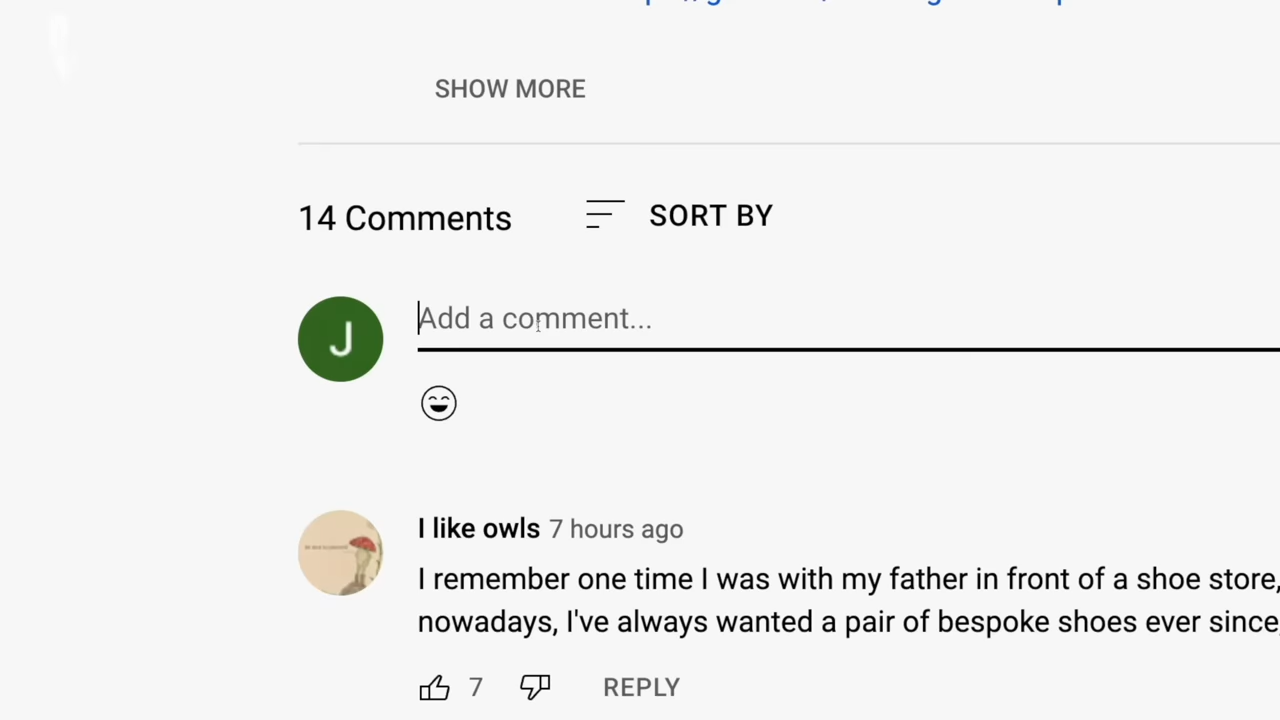 SHOW MORE
14 Comments
SORT BY
J
Add a comment...
I like owls 7 hours ago
I remember one time I was with my father in front of a shoe store,
nowadays, I've always wanted a pair of bespoke shoes ever since,
7
REPLY